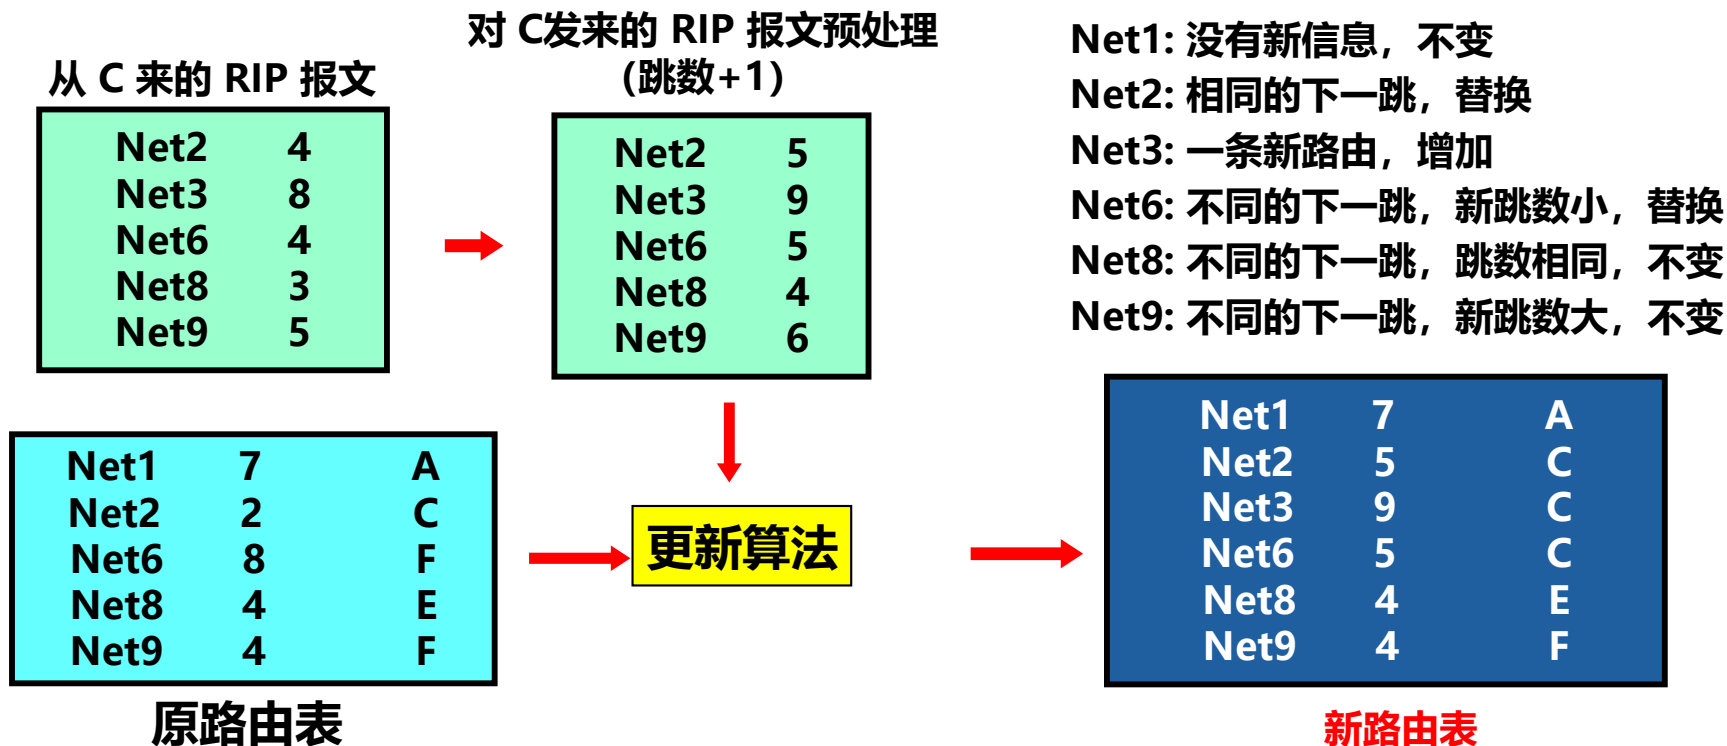 从 C 来的 RIP 报文
Net2 4
Net3 8
Net6 4
Net8 3
Net9 5
对 C发来的 RIP 报文预处理
(跳数+1)
Net2 5
Net3 9
Net6 5
Net8 4
Net9 6
Net1: 没有新信息，不变
Net2: 相同的下一跳，替换
Net3: 一条新路由，增加
Net6: 不同的下一跳，新跳数小，替换
Net8: 不同的下一跳，跳数相同，不变
Net9: 不同的下一跳，新跳数大，不变
Net1 7 A
Net2 2 C
Net6 8 F
Net8 4 E
Net9 4 F
原路由表
更新算法
Net1 7 A
Net2 5 C
Net3 9 C
Net6 5 C
Net8 4 E
Net9 4 F
新路由表